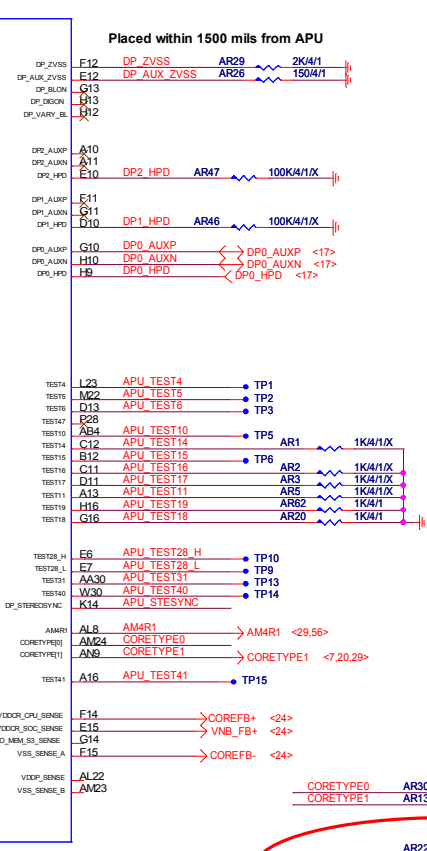 Placed within 1500 mils from APU
DP_ZVSS F12 DP_ZVSS AR29 2K/4/1
DP_AUX_ZVSS E12 DP_AUX_ZVSS AR26 150/4/1
DP_BLON G13
DP_DIGON H13
DP_VARY_BL H12
DP2_AUXP A10
DP2_AUXN A11
DP2_HPD E10 DP2_HPD AR47 100K/4/1/X
DP1_AUXP F11
DP1_AUXN G11
DP1_HPD D10 DP1_HPD AR46 100K/4/1/X
DP0_AUXP G10 DP0_AUXP DP0_AUXP <17>
DP0_AUXN H10 DP0_AUXN DP0_AUXN <17>
DP0_HPD H9 DP0_HPD DP0_HPD <17>
TEST4 L23 APU_TEST4 TP1
TEST5 M22 APU_TEST5 TP2
TEST6 D13 APU_TEST6 TP3
TEST47 P28
TEST10 AB4 APU_TEST10 TP5
TEST14 C12 APU_TEST14 AR1 1K/4/1/X
TEST15 B12 APU_TEST15 TP6
TEST16 C11 APU_TEST16 AR2 1K/4/1/X
TEST17 D11 APU_TEST17 AR3 1K/4/1/X
TEST11 A13 APU_TEST11 AR5 1K/4/1/X
TEST19 H16 APU_TEST19 AR62 1K/4/1
TEST18 G16 APU_TEST18 AR20 1K/4/1
TEST28_H E6 APU_TEST28_H TP10
TEST28_L E7 APU_TEST28_L TP9
TEST31 AA30 APU_TEST31 TP13
TEST40 W30 APU_TEST40 TP14
DP_STEREOSYNC K14 APU_STESYNC
AM4R1 AL8 AM4R1 AM4R1 <29,56>
CORETYPE[0] AM24 CORETYPE0
CORETYPE[1] AN9 CORETYPE1 CORETYPE1 <7,20,29>
TEST41 A16 APU_TEST41 TP15
VDDCR_CPU_SENSE F14 COREFB+ <24>
VDDCR_SOC_SENSE E15 VNB_FB+ <24>
O_MEM_S3_SENSE G14
VSS_SENSE_A F15 COREFB- <24>
VDDP_SENSE AL22
VSS_SENSE_B AM23
CORETYPE0 AR30
CORETYPE1 AR13
AR22